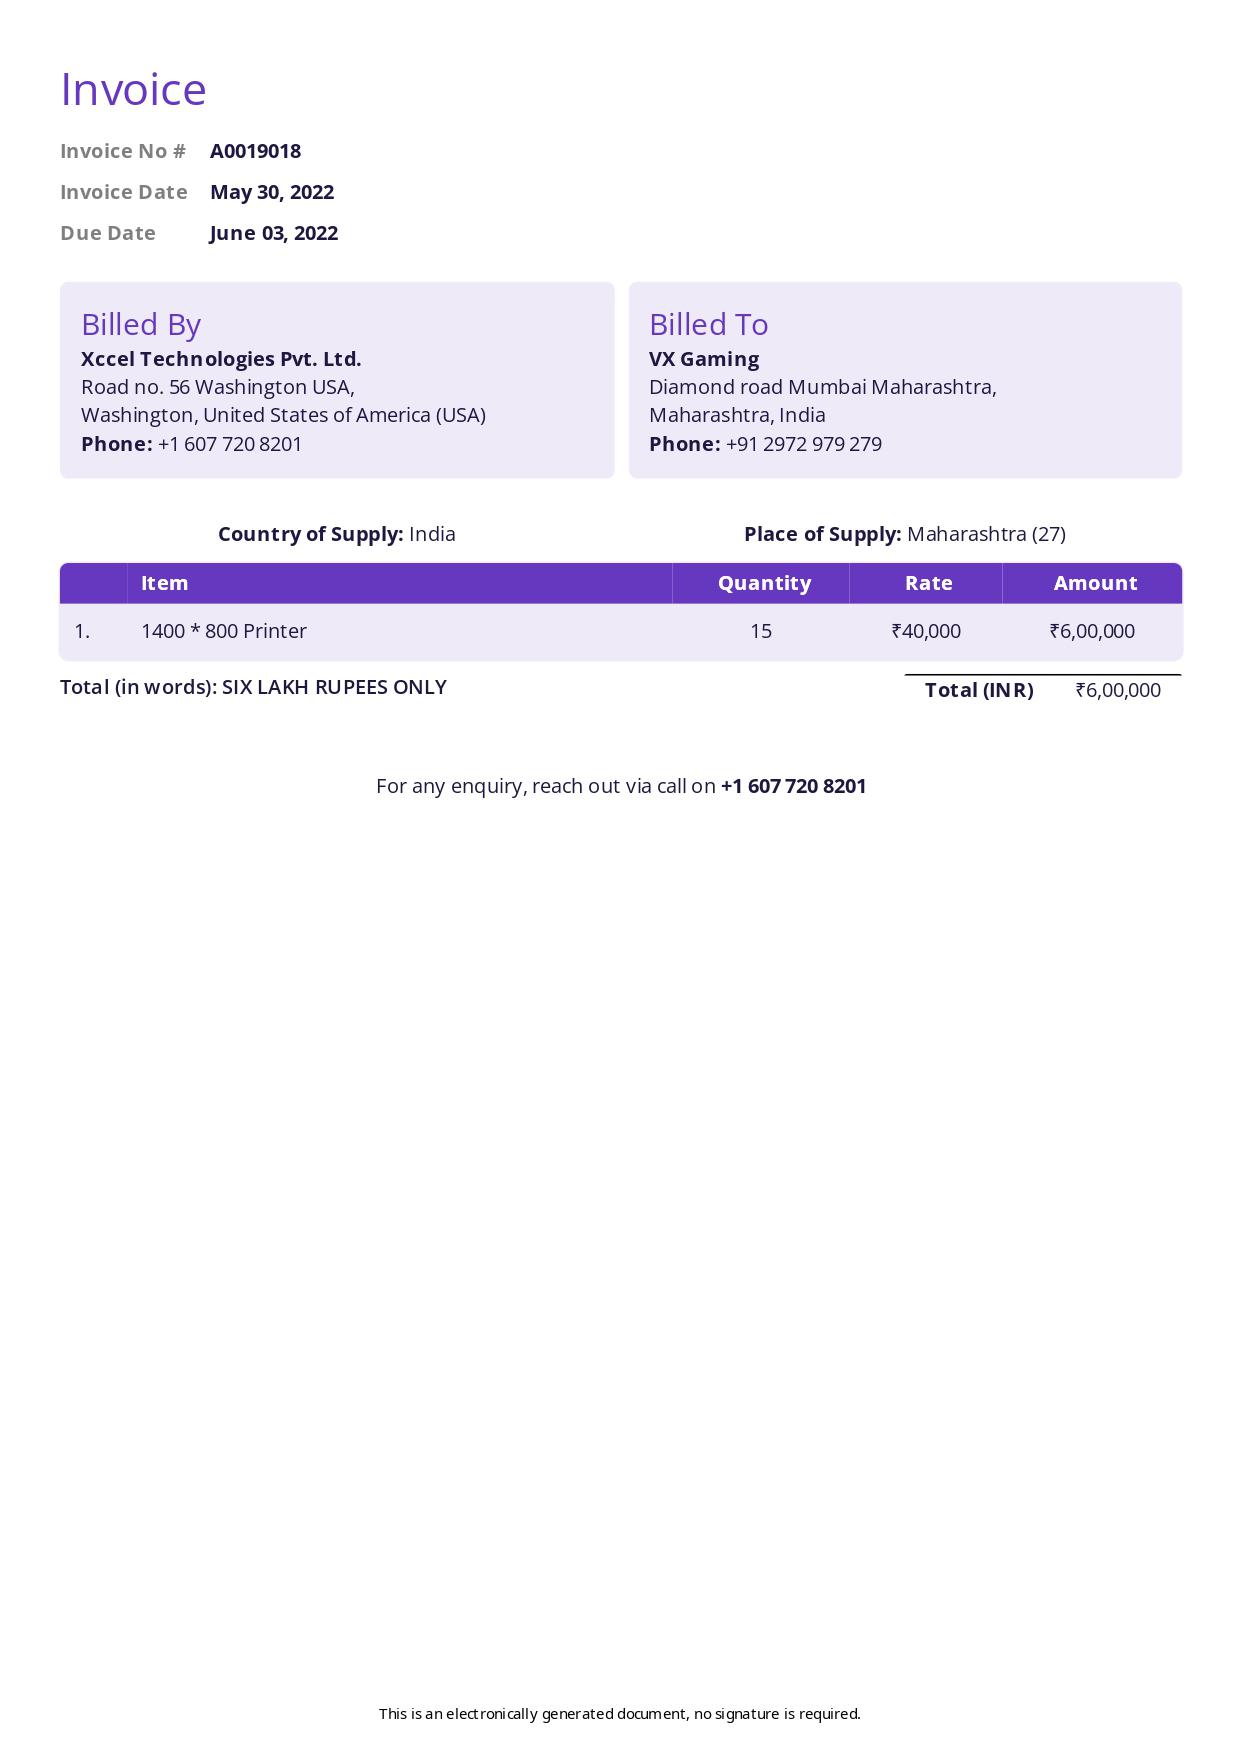 Invoice
Invoice No # A0019018
Invoice Date May 30, 2022
Due Date June 03, 2022
Billed By
Xccel Technologies Pvt. Ltd.
Road no. 56 Washington USA,
Washington, United States of America (USA)
Phone: +1 607 720 8201
Billed To
VX Gaming
Diamond road Mumbai Maharashtra,
Maharashtra, India
Phone: +91 2972 979 279
Country of Supply: India Place of Supply: Maharashtra (27)
Item Quantity Rate Amount
1. 1400 * 800 Printer 15 ₹40,000 ₹6,00,000
Total (in words): SIX LAKH RUPEES ONLY Total (INR) ₹6,00,000
For any enquiry, reach out via call on +1 607 720 8201
This is an electronically generated document, no signature is required.